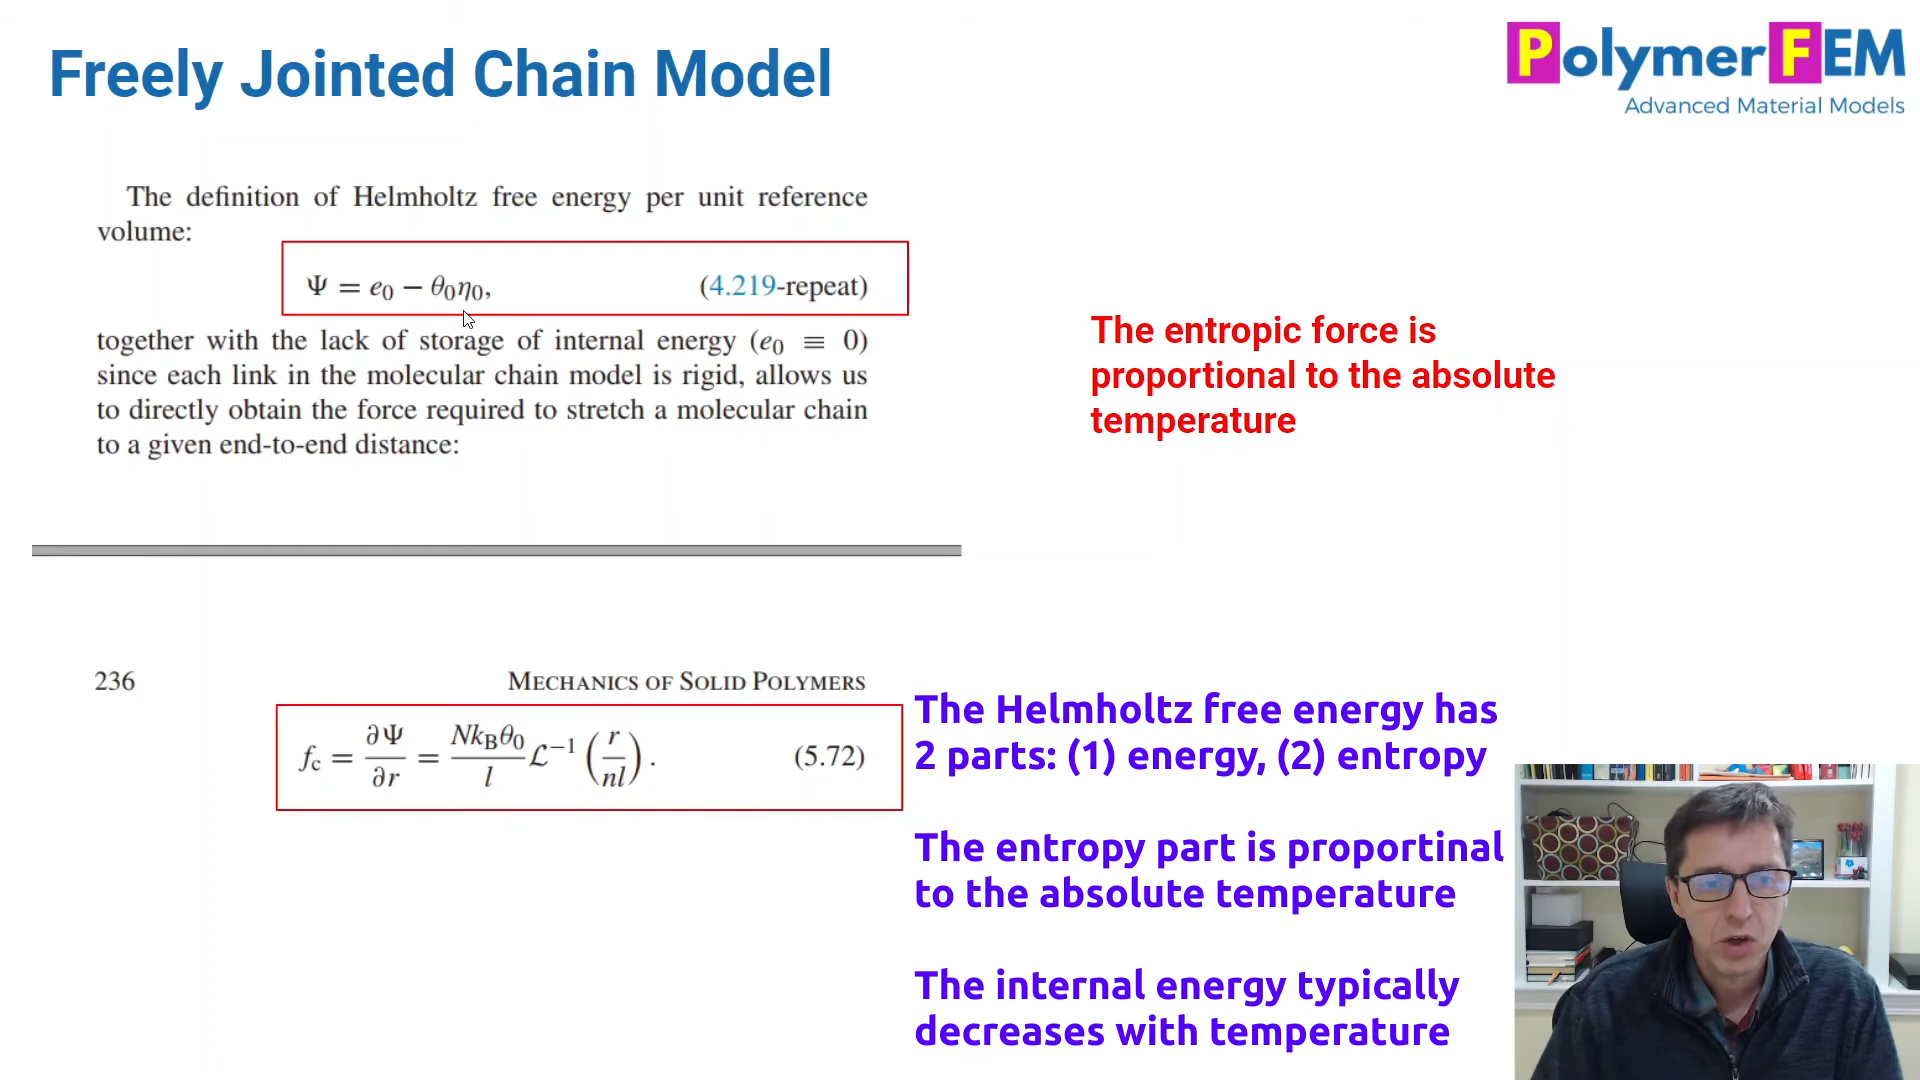 Freely Jointed Chain Model
PolymerFEM
Advanced Material Models
The definition of Helmholtz free energy per unit reference
volume:
Ψ = e₀ − θ₀η₀, (4.219-repeat)
together with the lack of storage of internal energy (e₀ ≡ 0)
since each link in the molecular chain model is rigid, allows us
to directly obtain the force required to stretch a molecular chain
to a given end-to-end distance:
The entropic force is
proportional to the absolute
temperature
236 MECHANICS OF SOLID POLYMERS
f_c = ∂Ψ/∂r = Nk_Bθ₀/l ℒ⁻¹ (r/nl). (5.72)
The Helmholtz free energy has
2 parts: (1) energy, (2) entropy
The entropy part is proportinal
to the absolute temperature
The internal energy typically
decreases with temperature